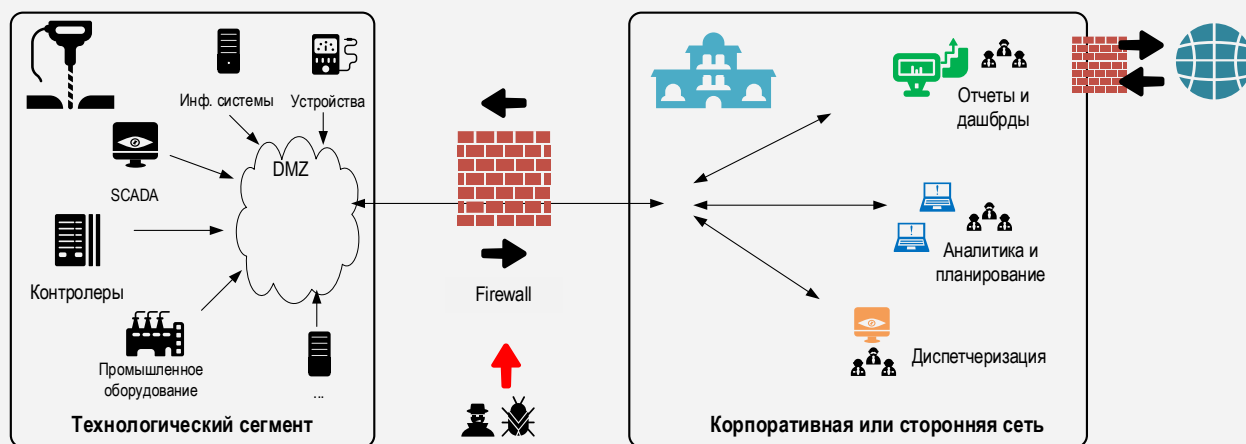 Инф. системы
Устройства
DMZ
SCADA
Контролеры
Промышленное
оборудование
...
Технологический сегмент
Firewall
Отчеты и
дашбрды
Аналитика и
планирование
Диспетчеризация
Корпоративная или сторонняя сеть